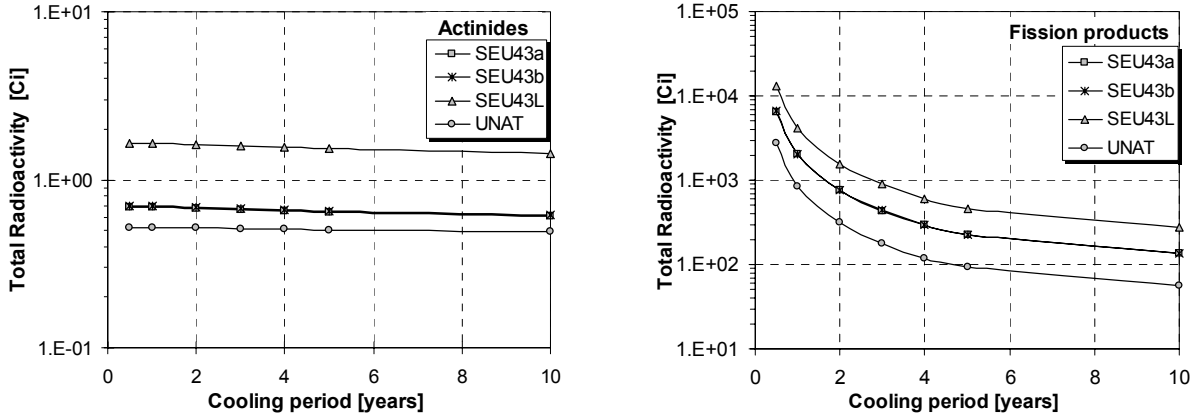 Actinides
SEU43a
SEU43b
SEU43L
UNAT
1.E+01
1.E+00
1.E-01
Total Radioactivity [Ci]
0 2 4 6 8 10
Cooling period [years]
Fission products
SEU43a
SEU43b
SEU43L
UNAT
1.E+05
1.E+04
1.E+03
1.E+02
1.E+01
Total Radioactivity [Ci]
0 2 4 6 8 10
Cooling period [years]